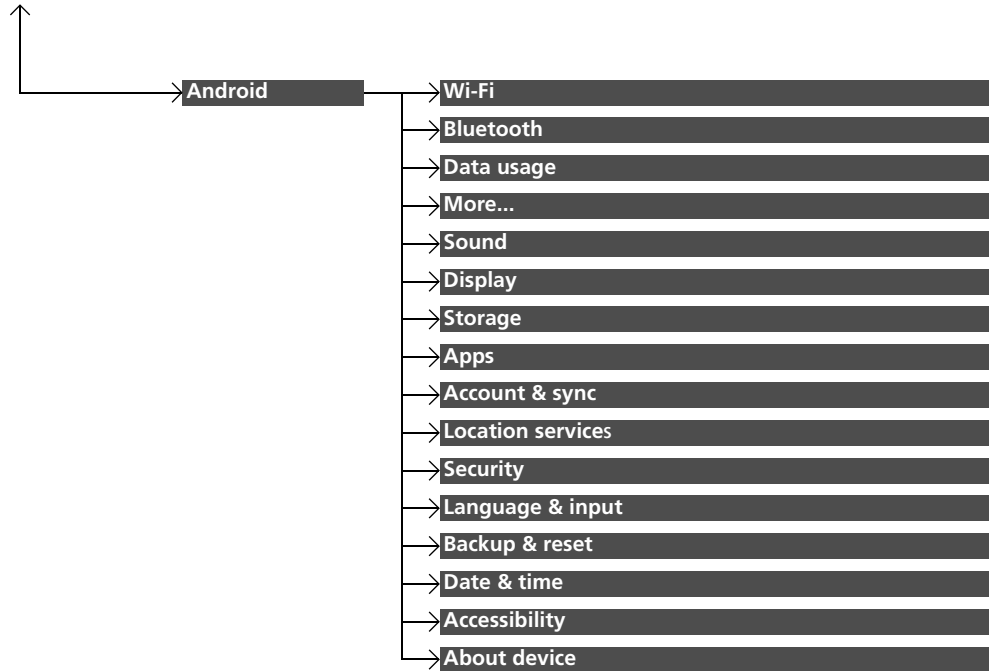 Android
Wi-Fi
Bluetooth
Data usage
More...
Sound
Display
Storage
Apps
Account & sync
Location services
Security
Language & input
Backup & reset
Date & time
Accessibility
About device